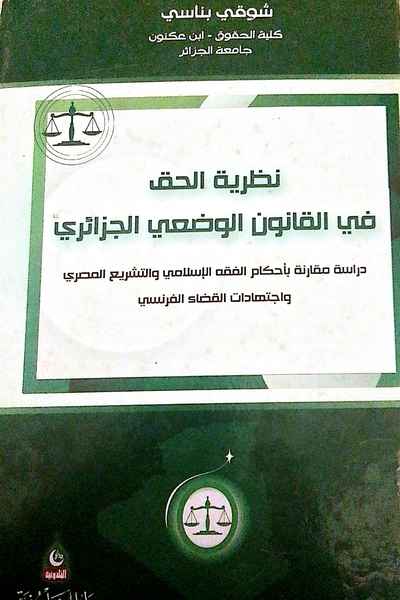 شوقي بناسي
كلية الحقوق - ابن عكنون
جامعة الجزائر
نظرية الحق
في القانون الوضعي الجزائري
دراسة مقارنة بأحكام الفقه الإسلامي والتشريع المصري
واجتهادات القضاء الفرنسي
الخلدونية